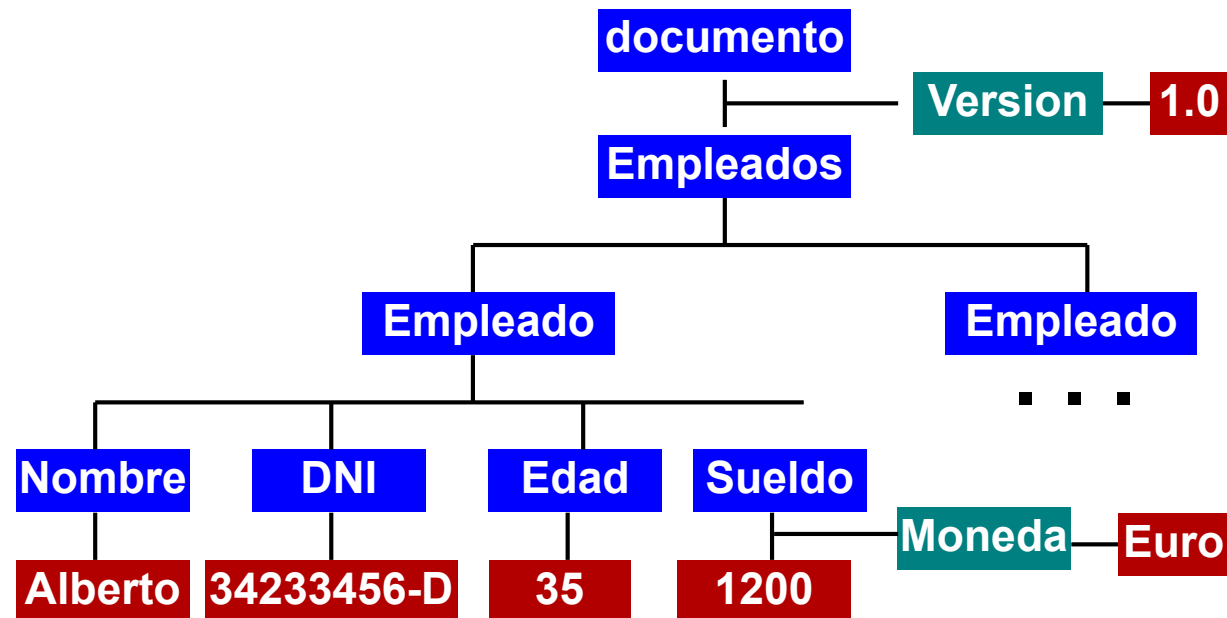 documento
Version
1.0
Empleados
Empleado
Empleado
. . .
Nombre
DNI
Edad
Sueldo
Moneda
Euro
Alberto
34233456-D
35
1200